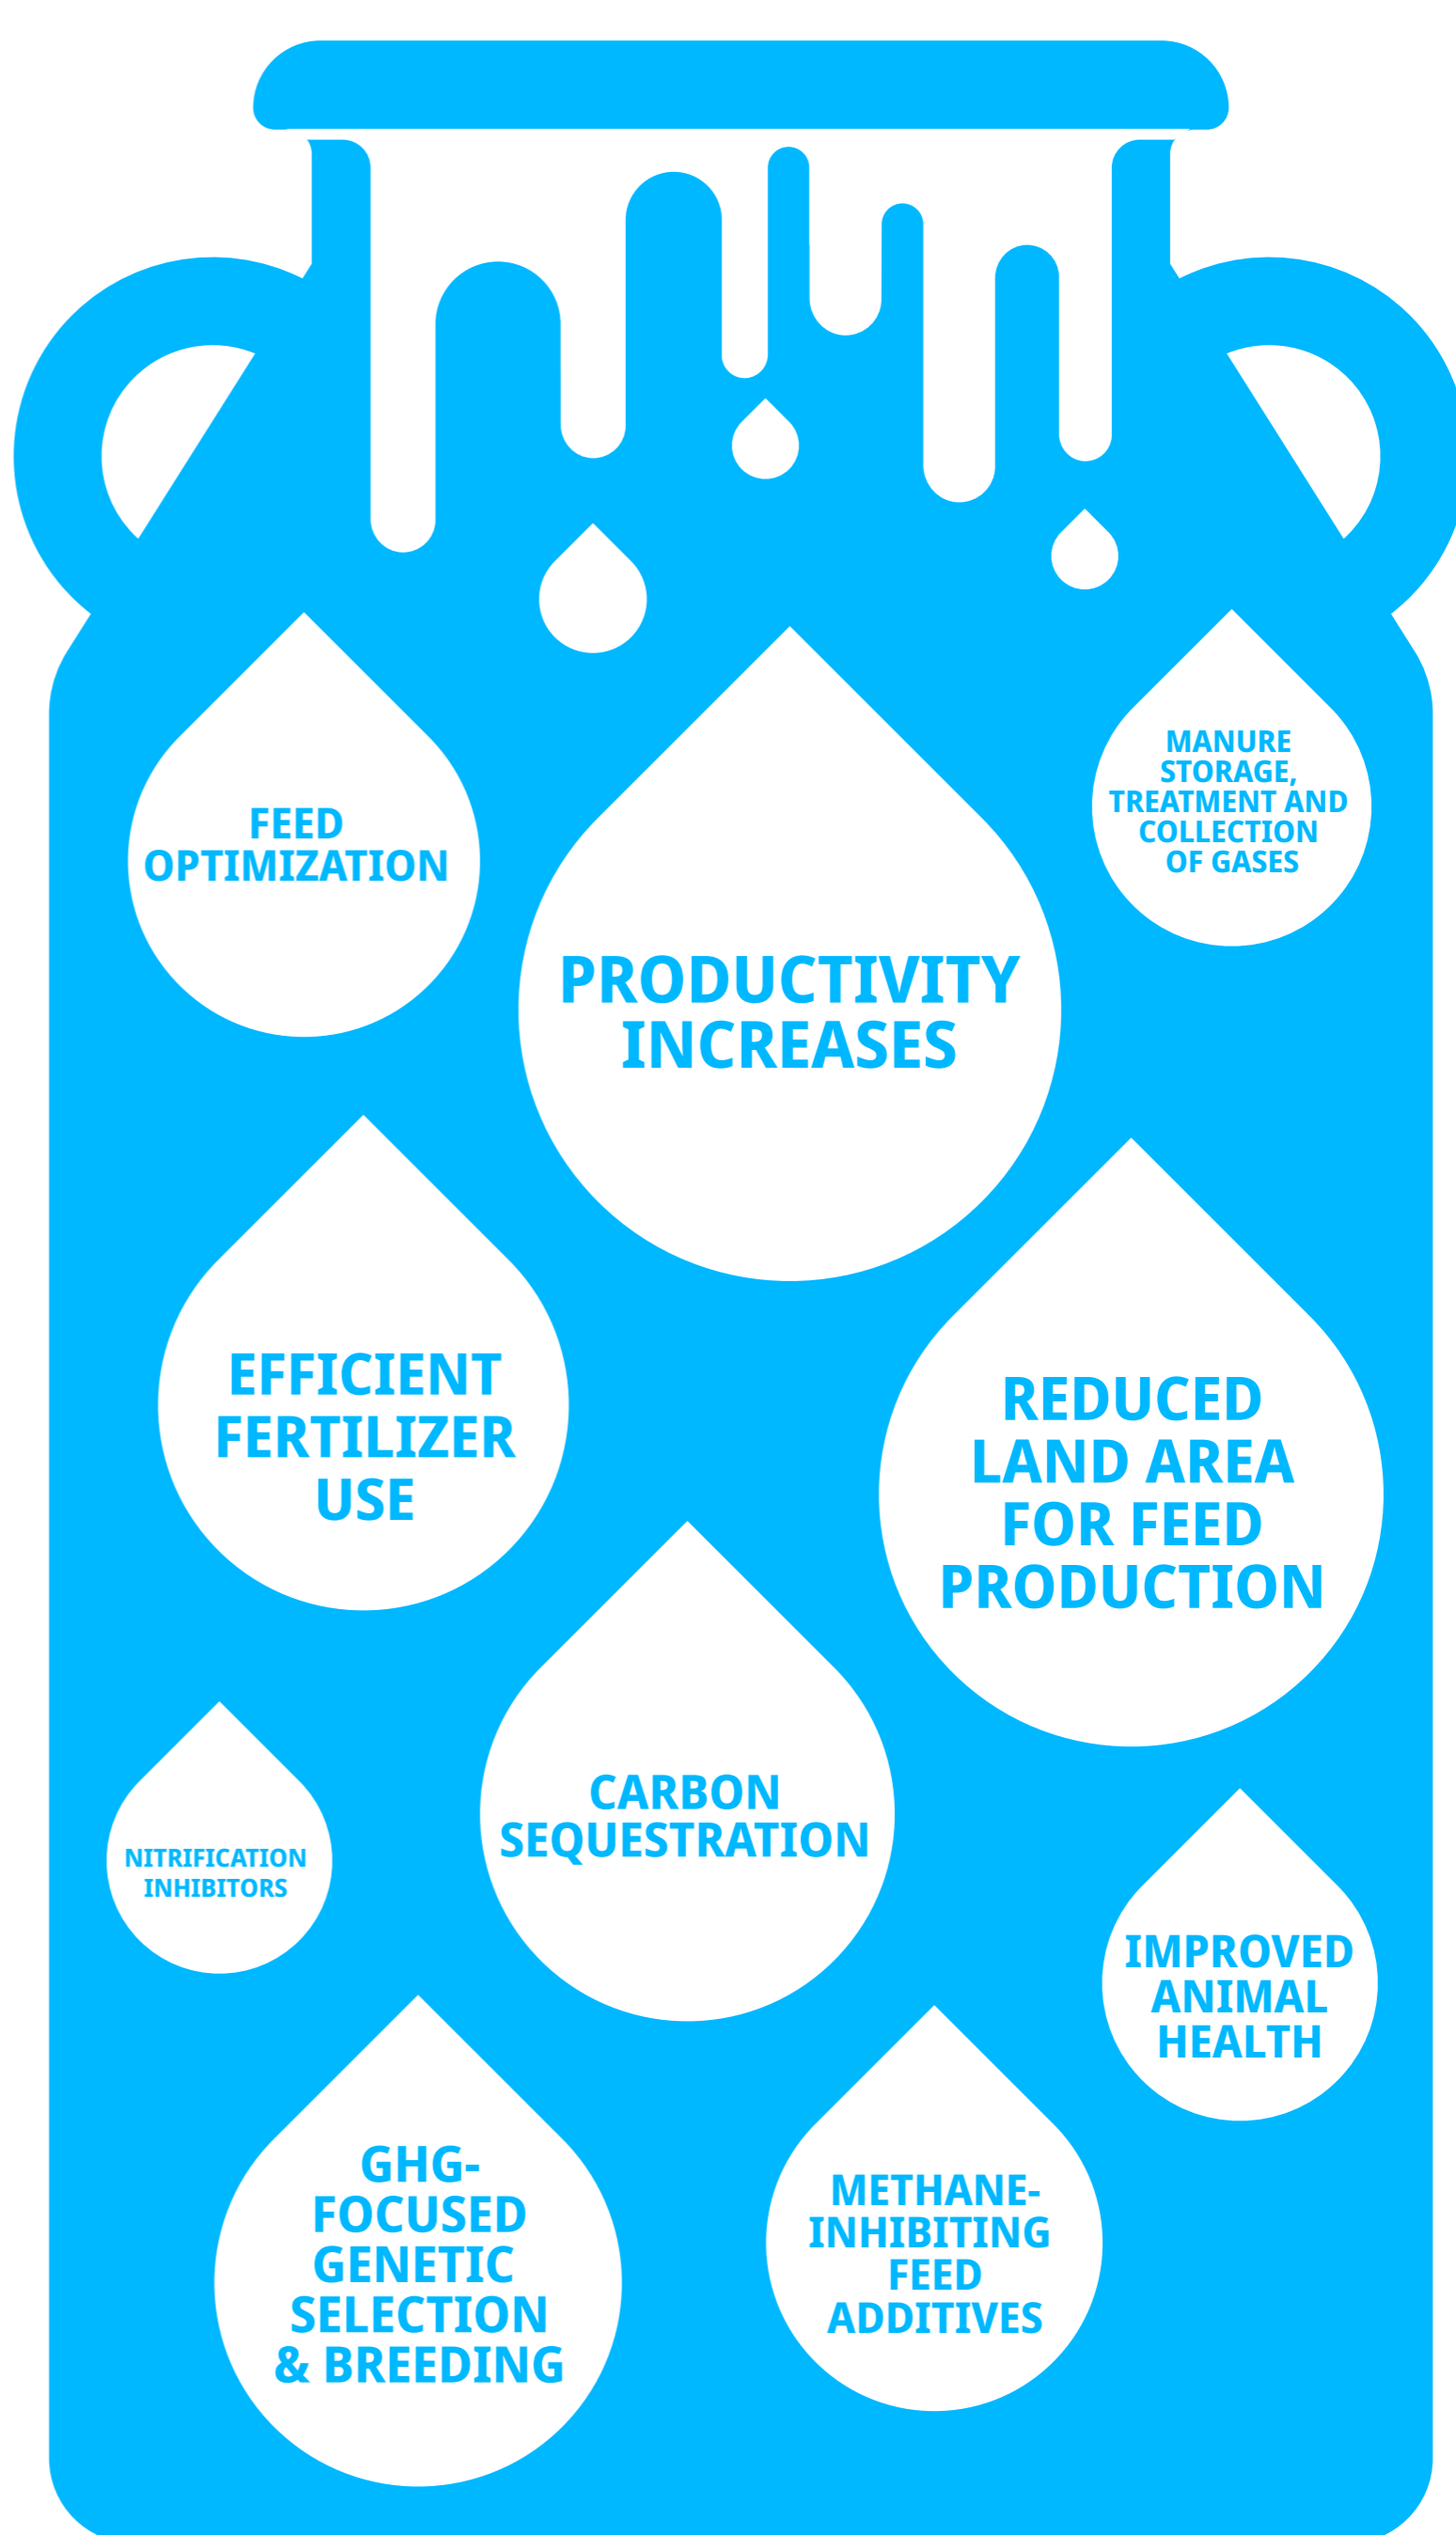 FEED
OPTIMIZATION
PRODUCTIVITY
INCREASES
MANURE
STORAGE,
TREATMENT AND
COLLECTION
OF GASES
EFFICIENT
FERTILIZER
USE
REDUCED
LAND AREA
FOR FEED
PRODUCTION
CARBON
SEQUESTRATION
NITRIFICATION
INHIBITORS
IMPROVED
ANIMAL
HEALTH
GHG-
FOCUSED
GENETIC
SELECTION
& BREEDING
METHANE-
INHIBITING
FEED
ADDITIVES